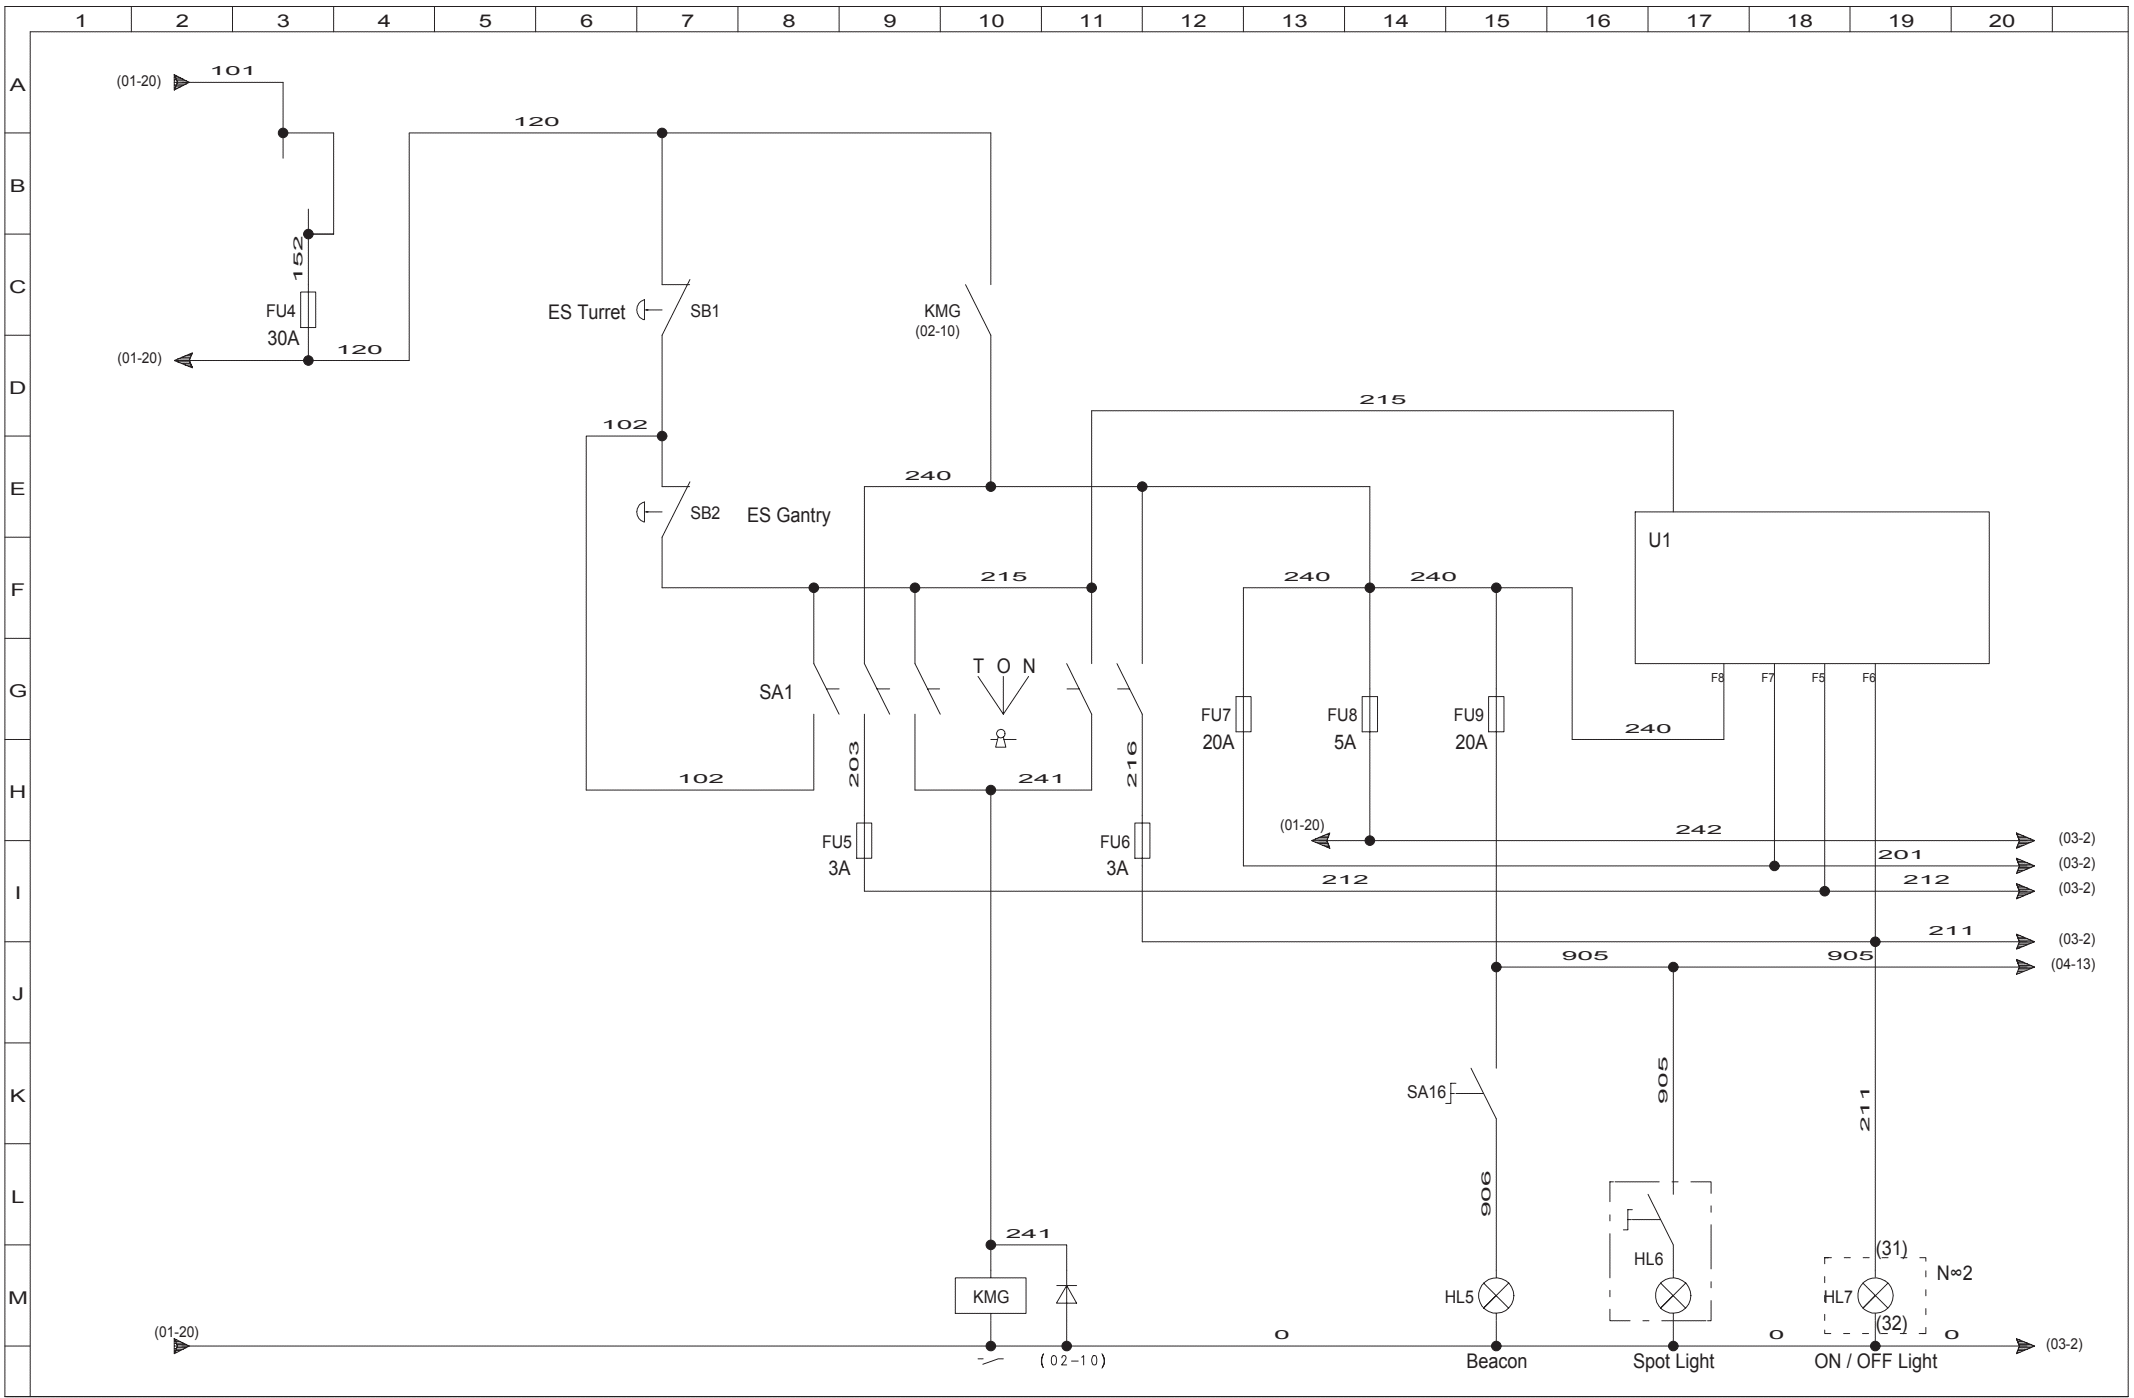 1 2 3 4 5 6 7 8 9 10 11 12 13 14 15 16 17 18 19 20
A
(01-20) 101
120
B
152
C
FU4
30A
ES Turret SB1
KMG
(02-10)
(01-20) 120
D
215
102
E
240
SB2 ES Gantry
U1
F
215
240 240
G
SA1
T O N
F8 F7 F5 F6
FU7
20A
FU8
5A
FU9
20A
240
H
102
203
241
216
FU5
3A
FU6
3A
(01-20)
242 (03-2)
201 (03-2)
I
212 212 (03-2)
211 (03-2)
905 905 (04-13)
J
K
SA16
905
211
L
906
241
HL6
(31)
N∞2
M
KMG
HL5
HL7
(32)
(01-20)
0 0 0 (03-2)
(02-10)
Beacon Spot Light ON / OFF Light